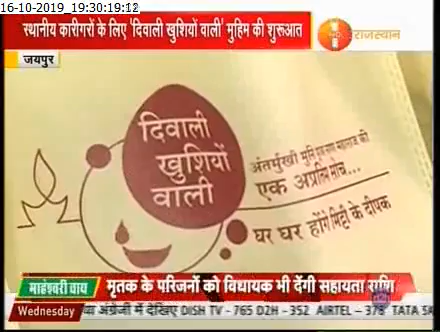 16-10-2019_19:30:19:12
स्थानीय कारीगरों के लिए 'दिवाली खुशियों वाली' मुहिम की शुरूआत
राजस्थान
जयपुर
दिवाली
खुशियों
वाली
अंतर्मुखी मुनि
महाराज की
एक अप्रतिम सोच...
घर घर होंगे मिट्टी के दीपक
माहेश्वरी वाय
मृतक के परिजनों को विधायक भी देंगी सहायता राशि
Wednesday
अंग्रेजी में देखिए DISH TV - 765 D2H - 352 AIRTEL - 378 TATA SK